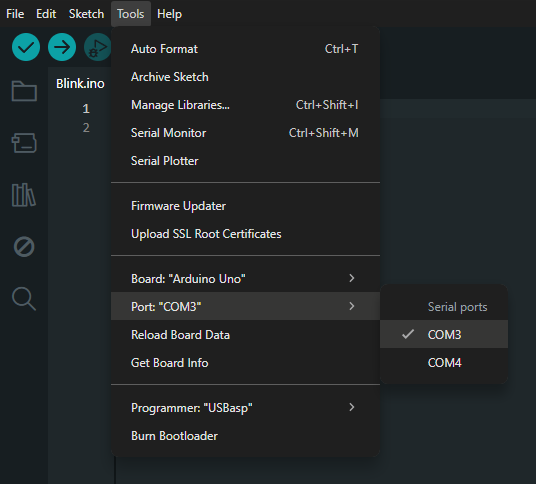 File Edit Sketch Tools Help
Blink.ino
1
2
Auto Format Ctrl+T
Archive Sketch
Manage Libraries... Ctrl+Shift+I
Serial Monitor Ctrl+Shift+M
Serial Plotter
Firmware Updater
Upload SSL Root Certificates
Board: "Arduino Uno"
Port: "COM3"
Reload Board Data
Get Board Info
Programmer: "USBasp"
Burn Bootloader
Serial ports
COM3
COM4